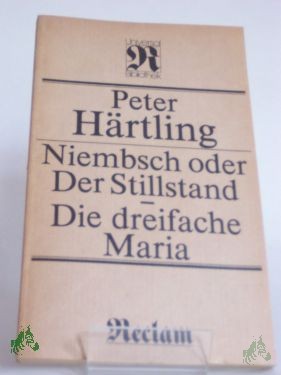 Universal
R
Bibliothek
Peter
Härtling
Niembsch oder
Der Stillstand
–
Die dreifache
Maria
Reclam